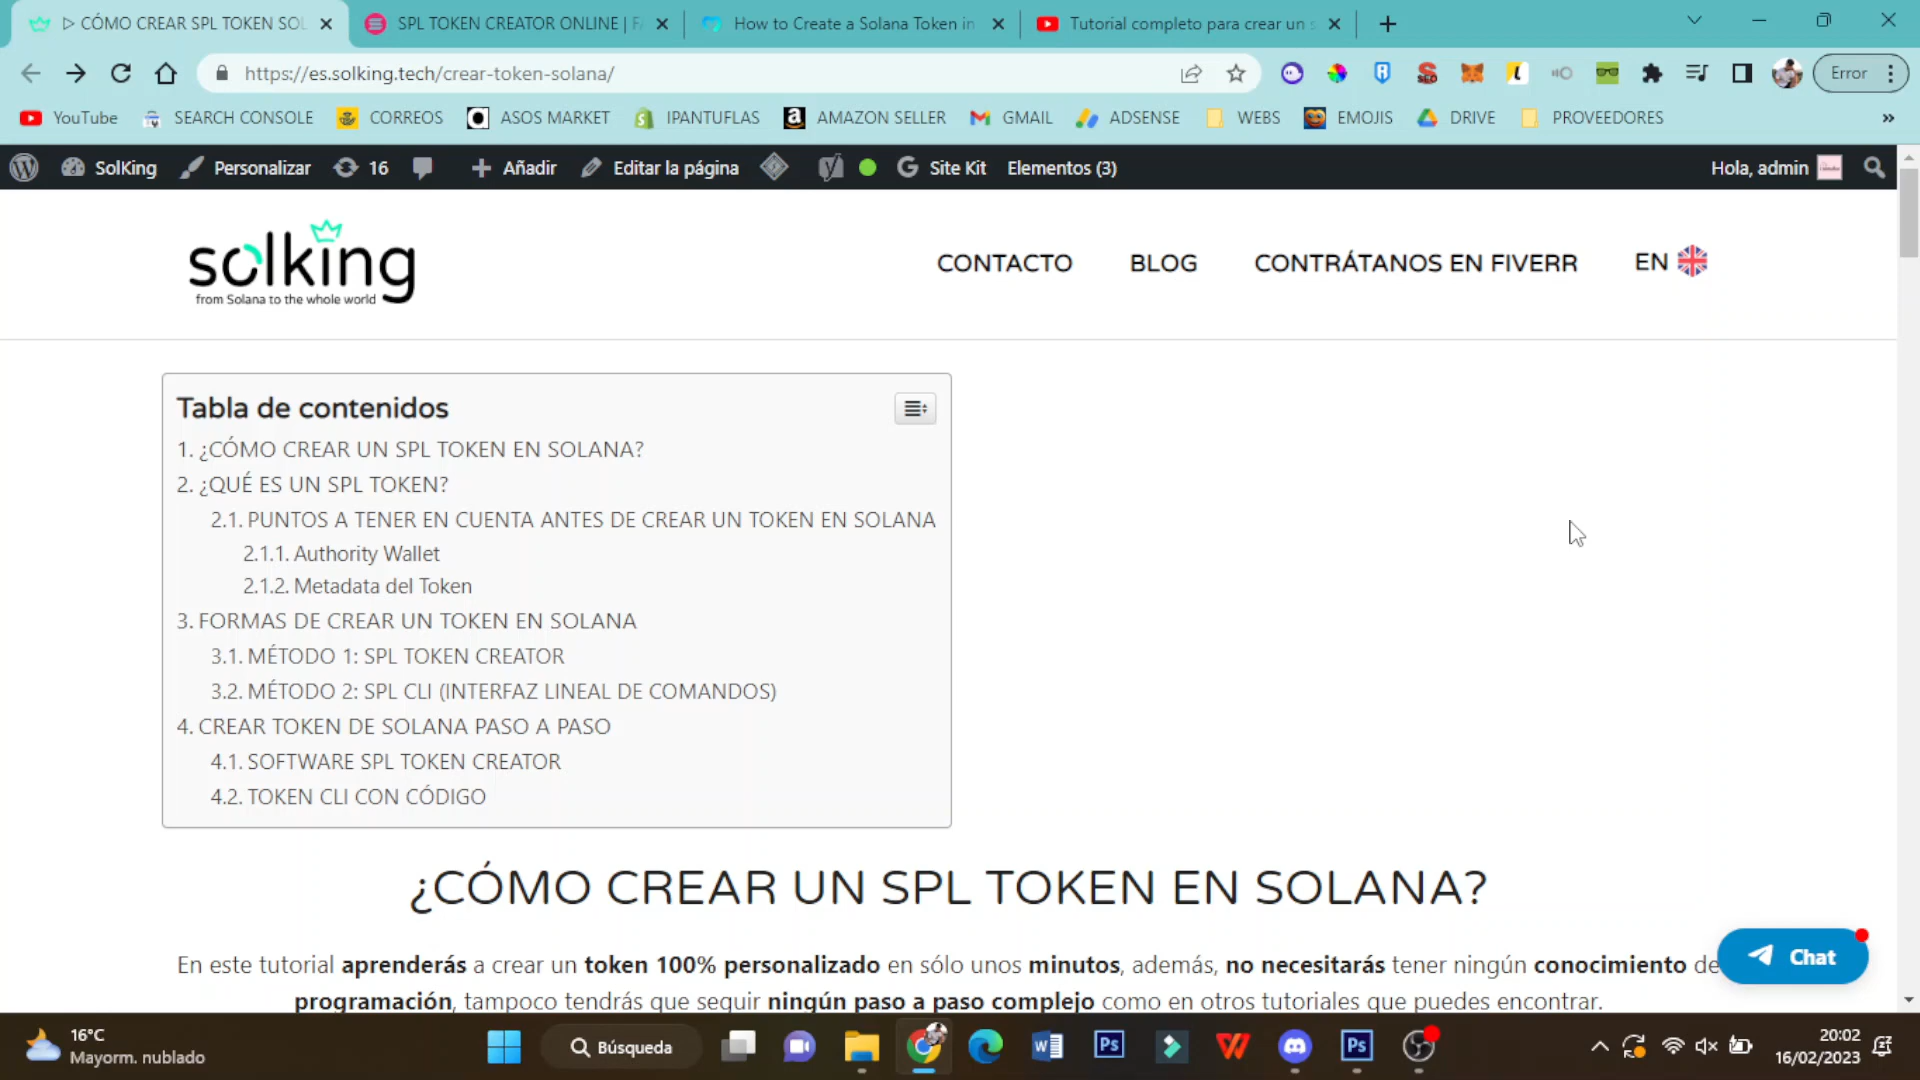 ▷ CÓMO CREAR SPL TOKEN SOL
SPL TOKEN CREATOR ONLINE | F
How to Create a Solana Token in
Tutorial completo para crear un s
https://es.solking.tech/crear-token-solana/
Error
YouTube
SEARCH CONSOLE
CORREOS
ASOS MARKET
IPANTUFLAS
AMAZON SELLER
GMAIL
ADSENSE
WEBS
EMOJIS
DRIVE
PROVEEDORES
»
SolKing
Personalizar
16
Añadir
Editar la página
Site Kit
Elementos (3)
Hola, admin
solking
from Solana to the whole world
CONTACTO
BLOG
CONTRÁTANOS EN FIVERR
EN
Tabla de contenidos
1. ¿CÓMO CREAR UN SPL TOKEN EN SOLANA?
2. ¿QUÉ ES UN SPL TOKEN?
2.1. PUNTOS A TENER EN CUENTA ANTES DE CREAR UN TOKEN EN SOLANA
2.1.1. Authority Wallet
2.1.2. Metadata del Token
3. FORMAS DE CREAR UN TOKEN EN SOLANA
3.1. MÉTODO 1: SPL TOKEN CREATOR
3.2. MÉTODO 2: SPL CLI (INTERFAZ LINEAL DE COMANDOS)
4. CREAR TOKEN DE SOLANA PASO A PASO
4.1. SOFTWARE SPL TOKEN CREATOR
4.2. TOKEN CLI CON CÓDIGO
¿CÓMO CREAR UN SPL TOKEN EN SOLANA?
En este tutorial aprenderás a crear un token 100% personalizado en sólo unos minutos, además, no necesitarás tener ningún conocimiento de
programación, tampoco tendrás que seguir ningún paso a paso complejo como en otros tutoriales que puedes encontrar.
Chat
16°C
Mayorm. nublado
Búsqueda
20:02
16/02/2023